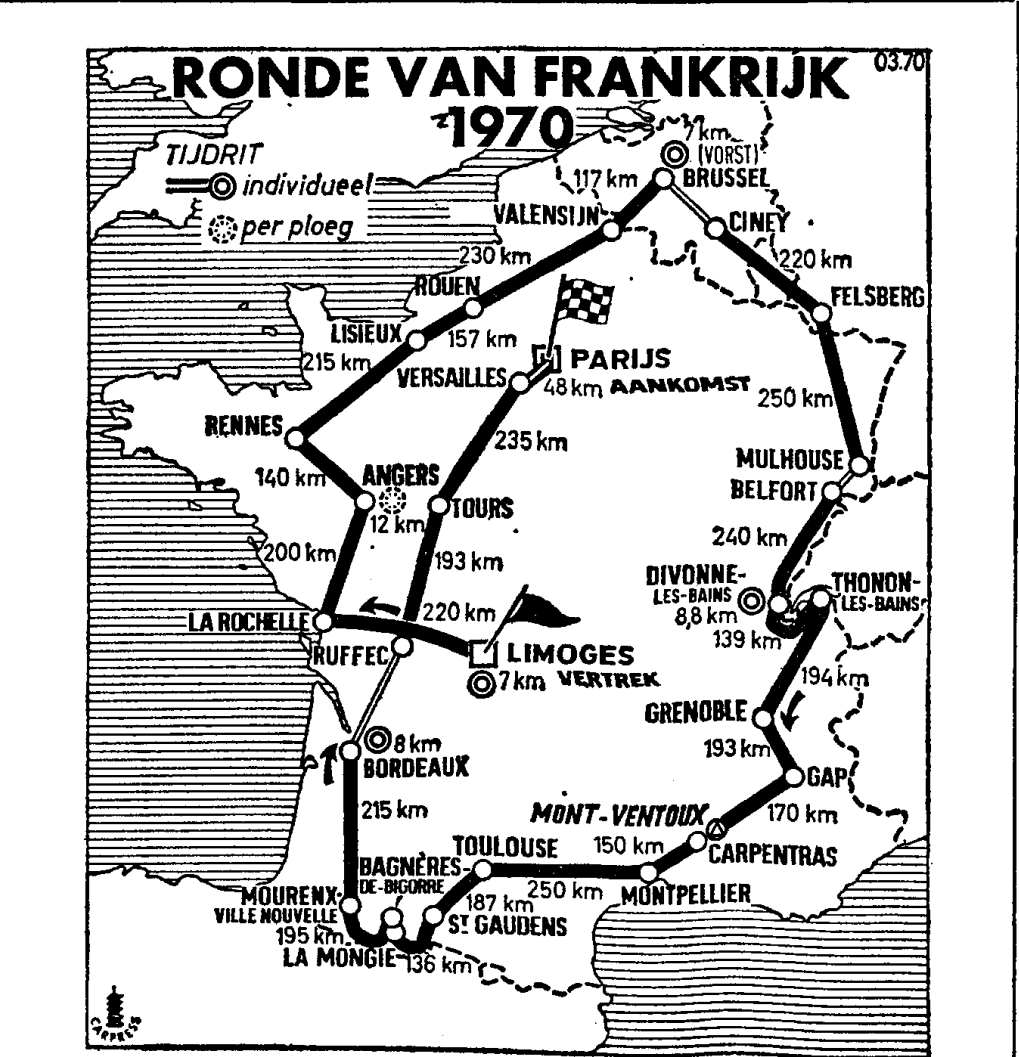 RONDE VAN FRANKRIJK
03.70
1970
TIJDRIT
individueel
per ploeg
7 km
(VORST)
BRUSSEL
117 km
VALENSIJN
CINEY
230 km
220 km
ROUEN
FELSBERG
LISIEUX
157 km
215 km
PARIJS
VERSAILLES
48 km AANKOMST
250 km
RENNES
235 km
MULHOUSE
140 km
ANGERS
BELFORT
12 km
TOURS
240 km
200 km
193 km
DIVONNE-
LES-BAINS
8,8 km
THONON-
LES-BAINS
139 km
220 km
LA ROCHELLE
RUFFEC
LIMOGES
7 km VERTREK
194 km
GRENOBLE
193 km
8 km
BORDEAUX
GAP
215 km
170 km
MONT-VENTOUX
150 km
CARPENTRAS
TOULOUSE
BAGNÈRES-
DE-BIGORRE
250 km
MONTPELLIER
MOURENX-
VILLE NOUVELLE
187 km
ST GAUDENS
195 km
LA MONGIE
136 km
CARPRESS